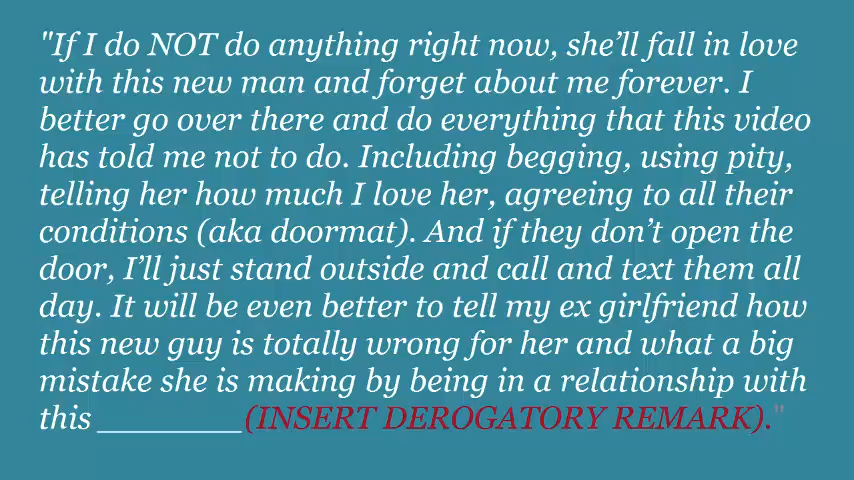 "If I do NOT do anything right now, she’ll fall in love
with this new man and forget about me forever. I
better go over there and do everything that this video
has told me not to do. Including begging, using pity,
telling her how much I love her, agreeing to all their
conditions (aka doormat). And if they don’t open the
door, I’ll just stand outside and call and text them all
day. It will be even better to tell my ex girlfriend how
this new guy is totally wrong for her and what a big
mistake she is making by being in a relationship with
this ________(INSERT DEROGATORY REMARK)."